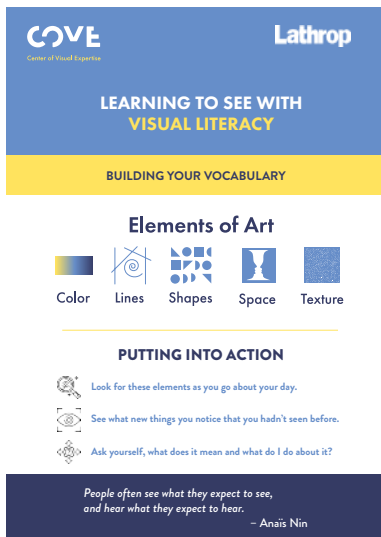 COVE
Center of Visual Expertise
Lathrop
LEARNING TO SEE WITH
VISUAL LITERACY
BUILDING YOUR VOCABULARY
Elements of Art
Color
Lines
Shapes
Space
Texture
PUTTING INTO ACTION
Look for these elements as you go about your day.
See what new things you notice that you hadn't seen before.
Ask yourself, what does it mean and what do I do about it?
People often see what they expect to see,
and hear what they expect to hear.
– Anaïs Nin